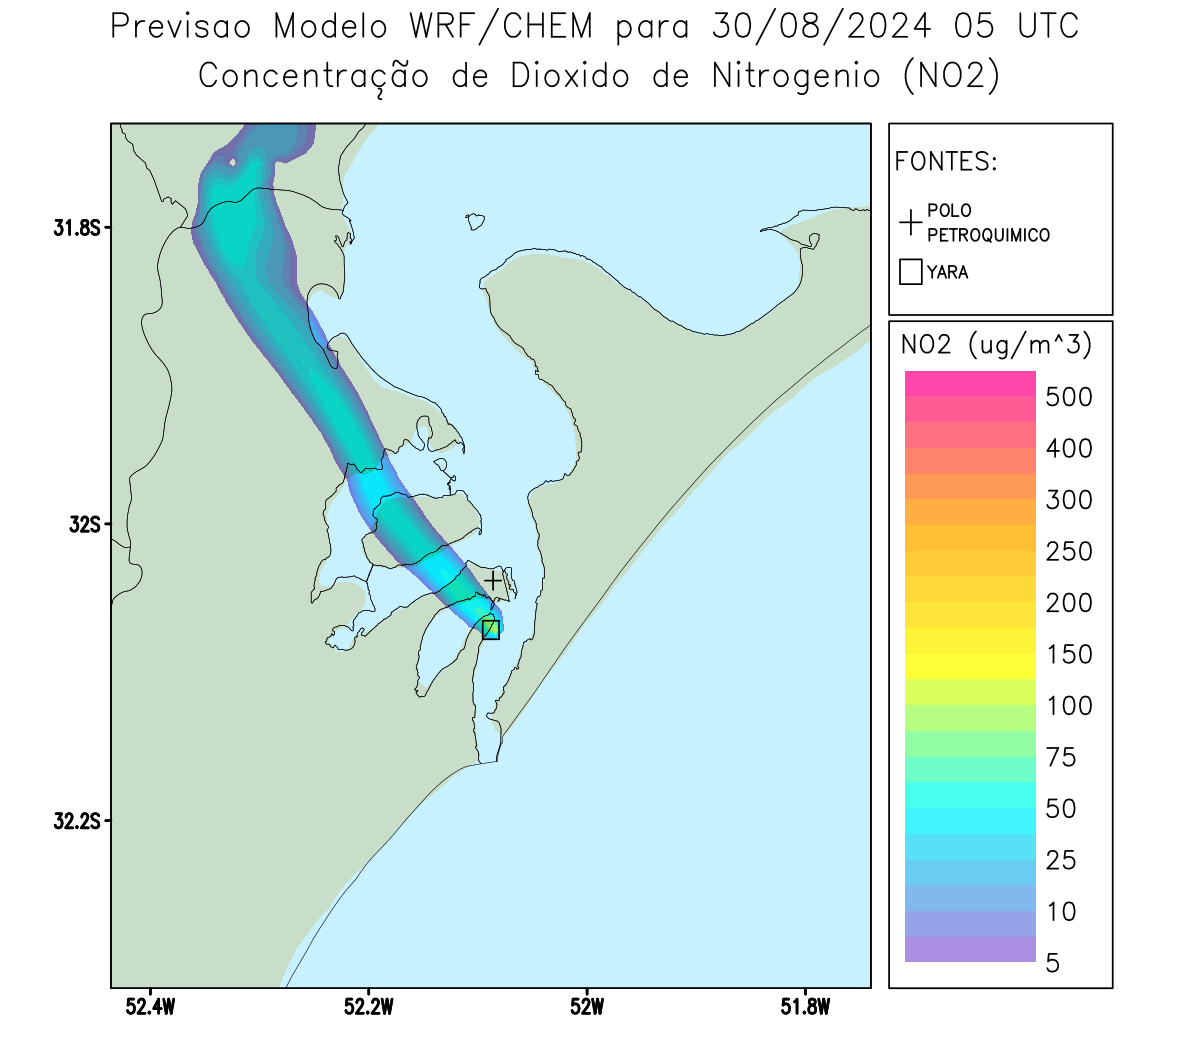 Previsao Modelo WRF/CHEM para 30/08/2024 05 UTC
Concentração de Dioxido de Nitrogenio (NO2)
FONTES:
POLO
PETROQUIMICO
YARA
31.8S
32S
32.2S
52.4W
52.2W
52W
51.8W
NO2 (ug/m^3)
500
400
300
250
200
150
100
75
50
25
10
5